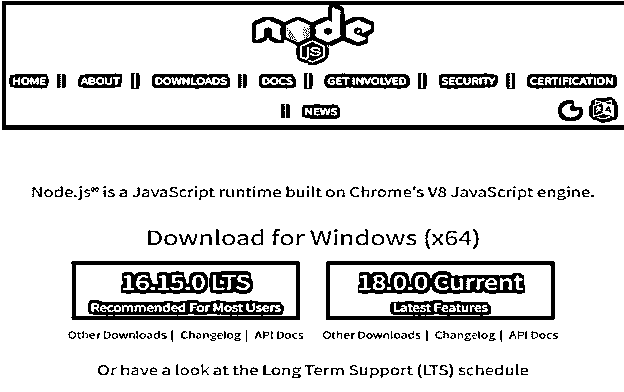 node
JS
HOME || ABOUT || DOWNLOADS || DOCS || GET INVOLVED || SECURITY || CERTIFICATION
|| NEWS
Node.js® is a JavaScript runtime built on Chrome's V8 JavaScript engine.
Download for Windows (x64)
16.15.0 LTS
Recommended For Most Users
18.0.0 Current
Latest Features
Other Downloads | Changelog | API Docs
Other Downloads | Changelog | API Docs
Or have a look at the Long Term Support (LTS) schedule